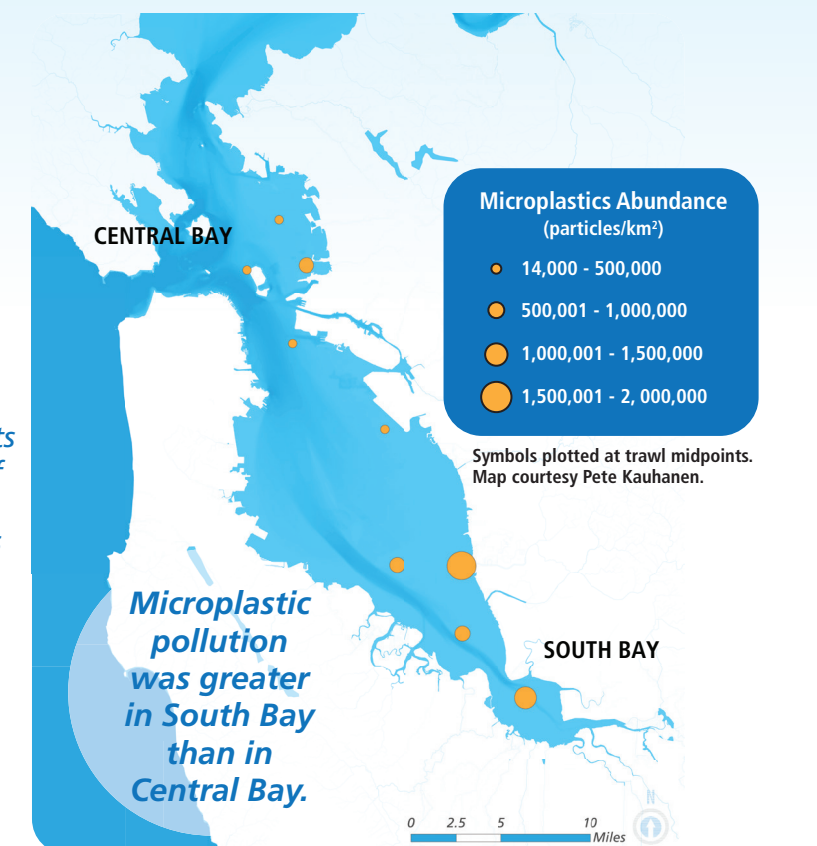 CENTRAL BAY
Microplastics Abundance
(particles/km²)
14,000 - 500,000
500,001 - 1,000,000
1,000,001 - 1,500,000
1,500,001 - 2, 000,000
Symbols plotted at trawl midpoints.
Map courtesy Pete Kauhanen.
ts
f
Microplastic
pollution
was greater
in South Bay
than in
Central Bay.
SOUTH BAY
N
0 2.5 5 10
Miles